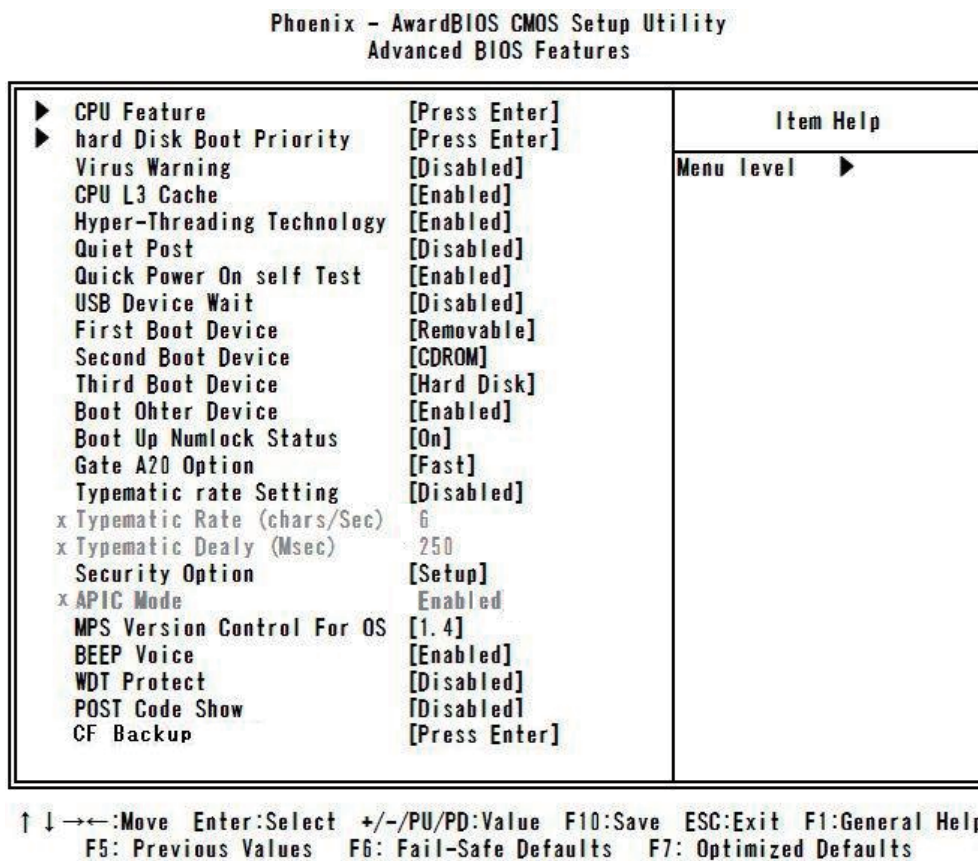 Phoenix - AwardBIOS CMOS Setup Utility
Advanced BIOS Features
▶ CPU Feature [Press Enter]
▶ hard Disk Boot Priority [Press Enter]
Virus Warning [Disabled]
CPU L3 Cache [Enabled]
Hyper-Threading Technology [Enabled]
Quiet Post [Disabled]
Quick Power On self Test [Enabled]
USB Device Wait [Disabled]
First Boot Device [Removable]
Second Boot Device [CDROM]
Third Boot Device [Hard Disk]
Boot Ohter Device [Enabled]
Boot Up Numlock Status [On]
Gate A20 Option [Fast]
Typematic rate Setting [Disabled]
x Typematic Rate (chars/Sec) 6
x Typematic Dealy (Msec) 250
Security Option [Setup]
x APIC Mode Enabled
MPS Version Control For OS [1.4]
BEEP Voice [Enabled]
WDT Protect [Disabled]
POST Code Show [Disabled]
CF Backup [Press Enter]
Item Help
Menu level ▶
↑↓→←:Move Enter:Select +/-/PU/PD:Value F10:Save ESC:Exit F1:General Help
F5: Previous Values F6: Fail-Safe Defaults F7: Optimized Defaults